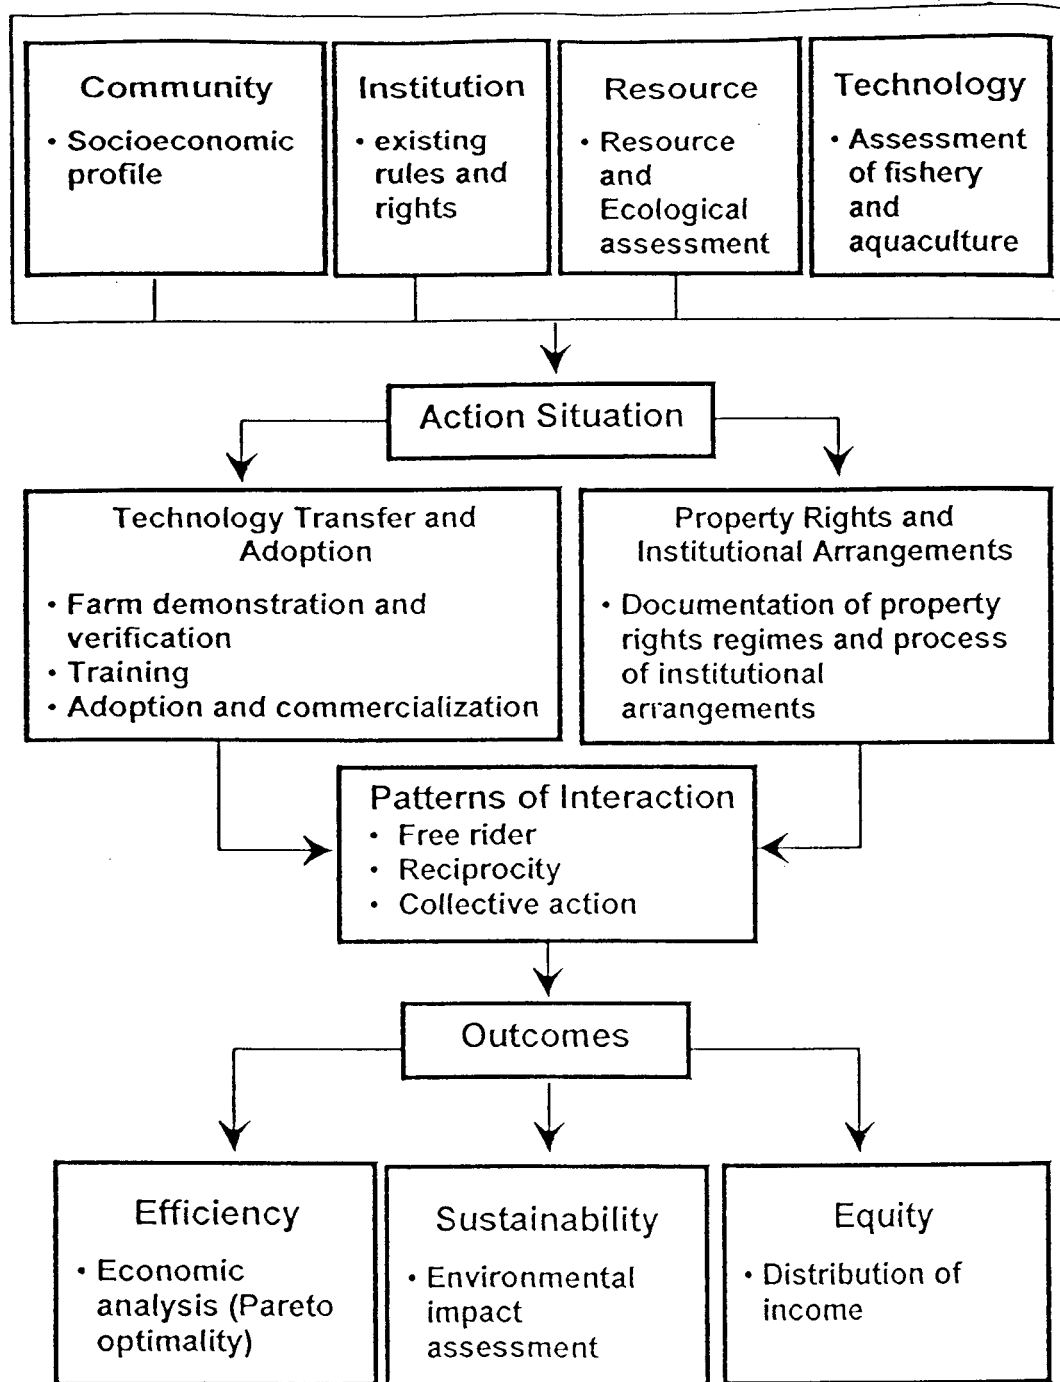 Community
• Socioeconomic
profile
Institution
• existing
rules and
rights
Resource
• Resource
and
Ecological
assessment
Technology
• Assessment
of fishery
and
aquaculture
Action Situation
Technology Transfer and
Adoption
• Farm demonstration and
verification
• Training
• Adoption and commercialization
Property Rights and
Institutional Arrangements
• Documentation of property
rights regimes and process
of institutional
arrangements
Patterns of Interaction
• Free rider
• Reciprocity
• Collective action
Outcomes
Efficiency
• Economic
analysis (Pareto
optimality)
Sustainability
• Environmental
impact
assessment
Equity
• Distribution of
income